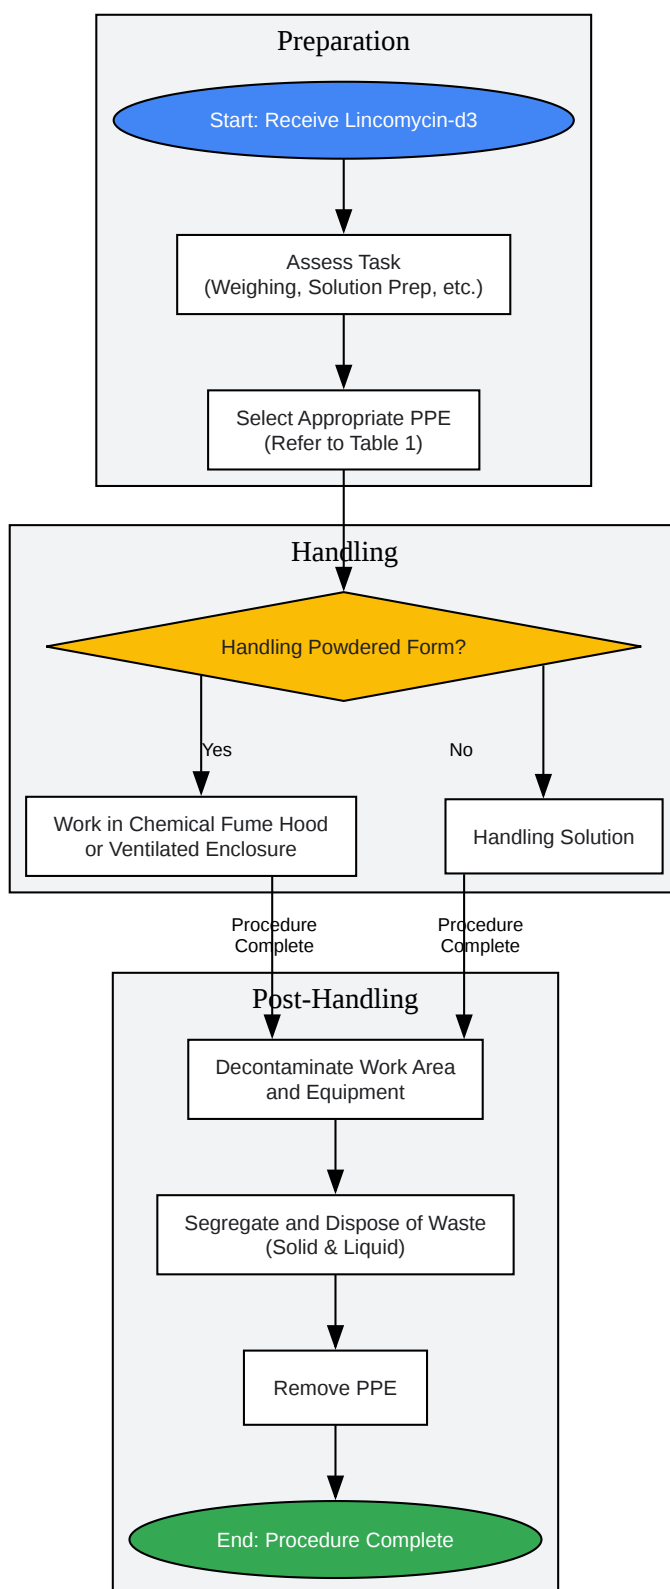 Preparation
Start: Receive Lincomycin-d3
Assess Task
(Weighing, Solution Prep, etc.)
Select Appropriate PPE
(Refer to Table 1)
Handling
Handling Powdered Form?
Yes
No
Work in Chemical Fume Hood
or Ventilated Enclosure
Handling Solution
Procedure
Complete
Procedure
Complete
Post-Handling
Decontaminate Work Area
and Equipment
Segregate and Dispose of Waste
(Solid & Liquid)
Remove PPE
End: Procedure Complete